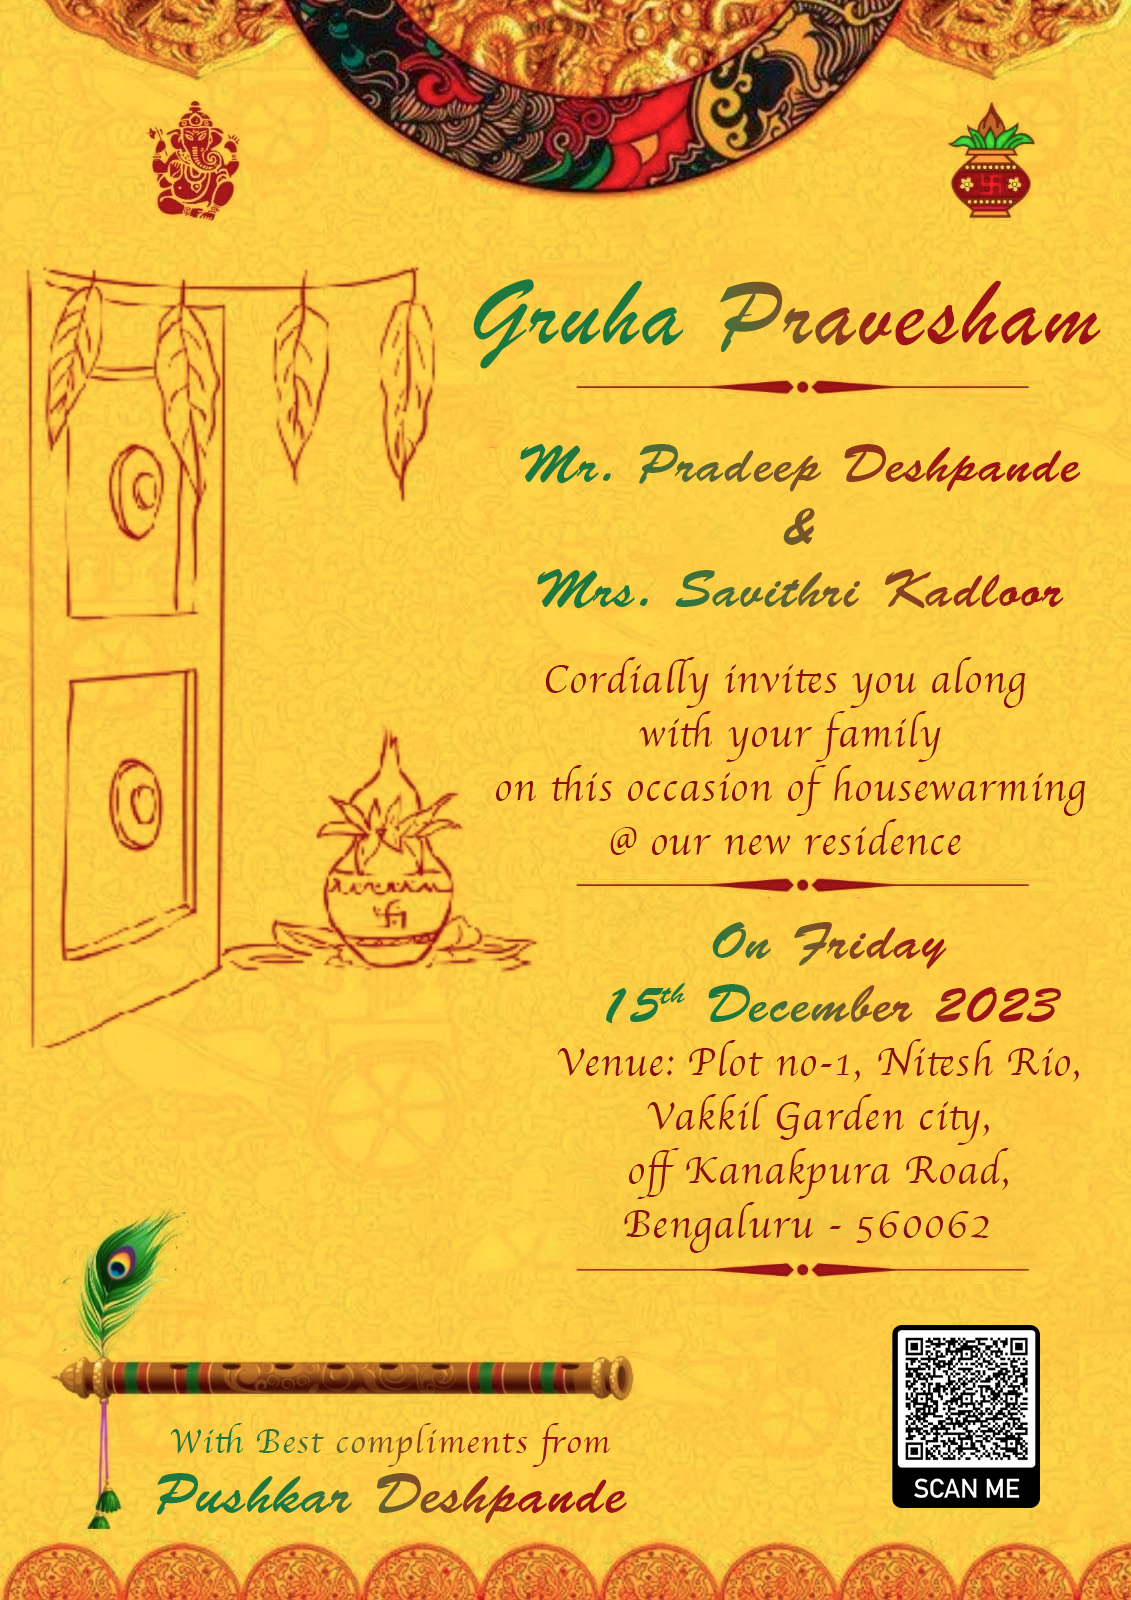 Gruha Pravesham
Mr. Pradeep Deshpande
&
Mrs. Savithri Kadloor
Cordially invites you along
with your family
on this occasion of housewarming
@ our new residence
On Friday
15th December 2023
Venue: Plot no-1, Nitesh Rio,
Vakkil Garden city,
off Kanakpura Road,
Bengaluru - 560062
With Best compliments from
Pushkar Deshpande
SCAN ME